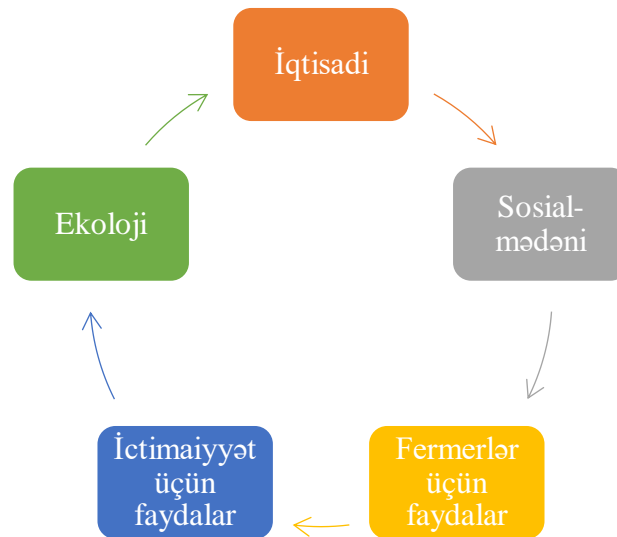 İqtisadi
Sosial-
mədəni
Fermerlər
üçün
faydalar
İctimaiyyət
üçün
faydalar
Ekoloji